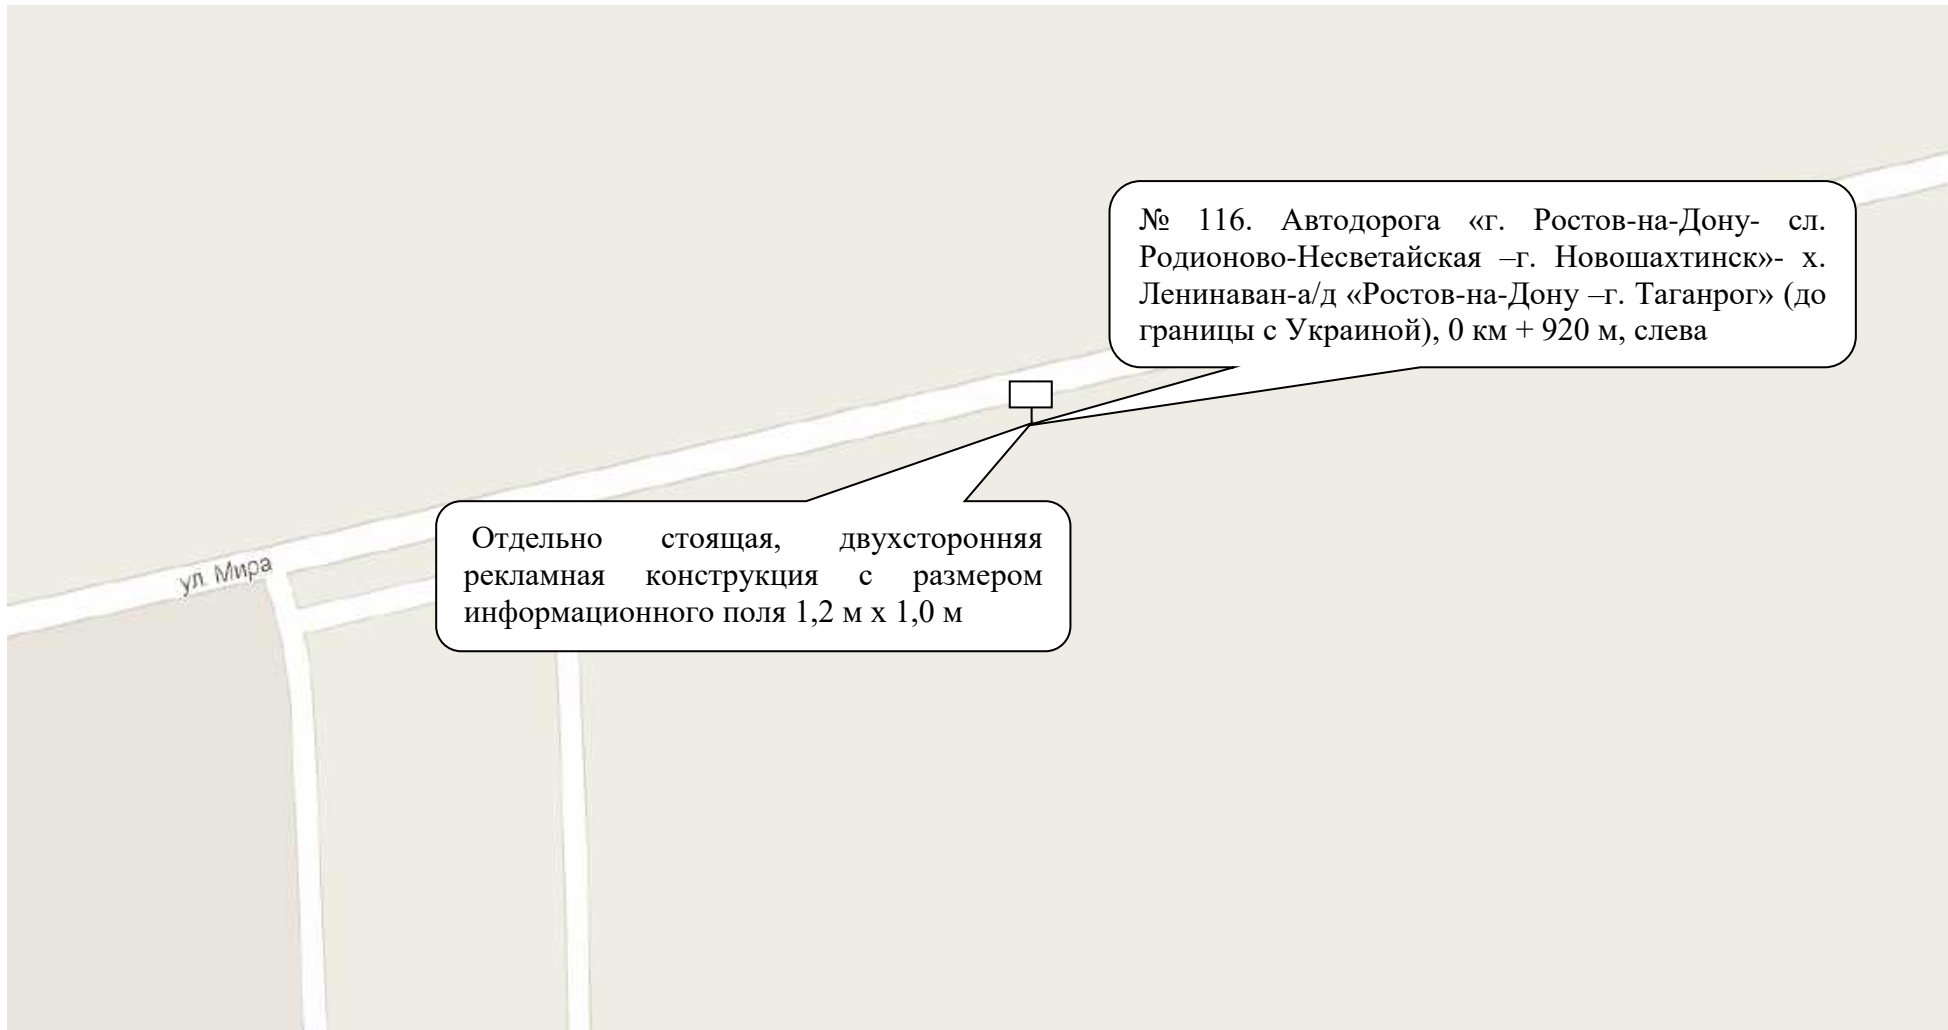 № 116. Автодорога «г. Ростов-на-Дону- сл.
Родионово-Несветайская –г. Новошахтинск»- х.
Ленинаван-а/д «Ростов-на-Дону –г. Таганрог» (до
границы с Украиной), 0 км + 920 м, слева
Отдельно стоящая, двухсторонняя
рекламная конструкция с размером
информационного поля 1,2 м х 1,0 м
ул. Мира